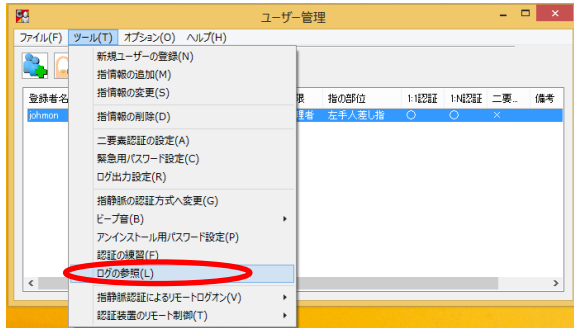 ユーザー管理
ファイル(F) ツール(T) オプション(O) ヘルプ(H)
新規ユーザーの登録(N)
指情報の追加(M)
指情報の変更(S)
指情報の削除(D)
二要素認証の設定(A)
緊急用パスワード設定(C)
ログ出力設定(R)
指静脈の認証方式へ変更(G)
ビープ音(B)
アンインストール用パスワード設定(P)
認証の練習(E)
ログの参照(L)
指静脈認証によるリモートログオン(V)
認証装置のリモート制御(T)
登録者名 限 指の部位 1:1認証 1:N認証 二要... 備考
johmon 理者 左手人差し指 ○ ○ ×